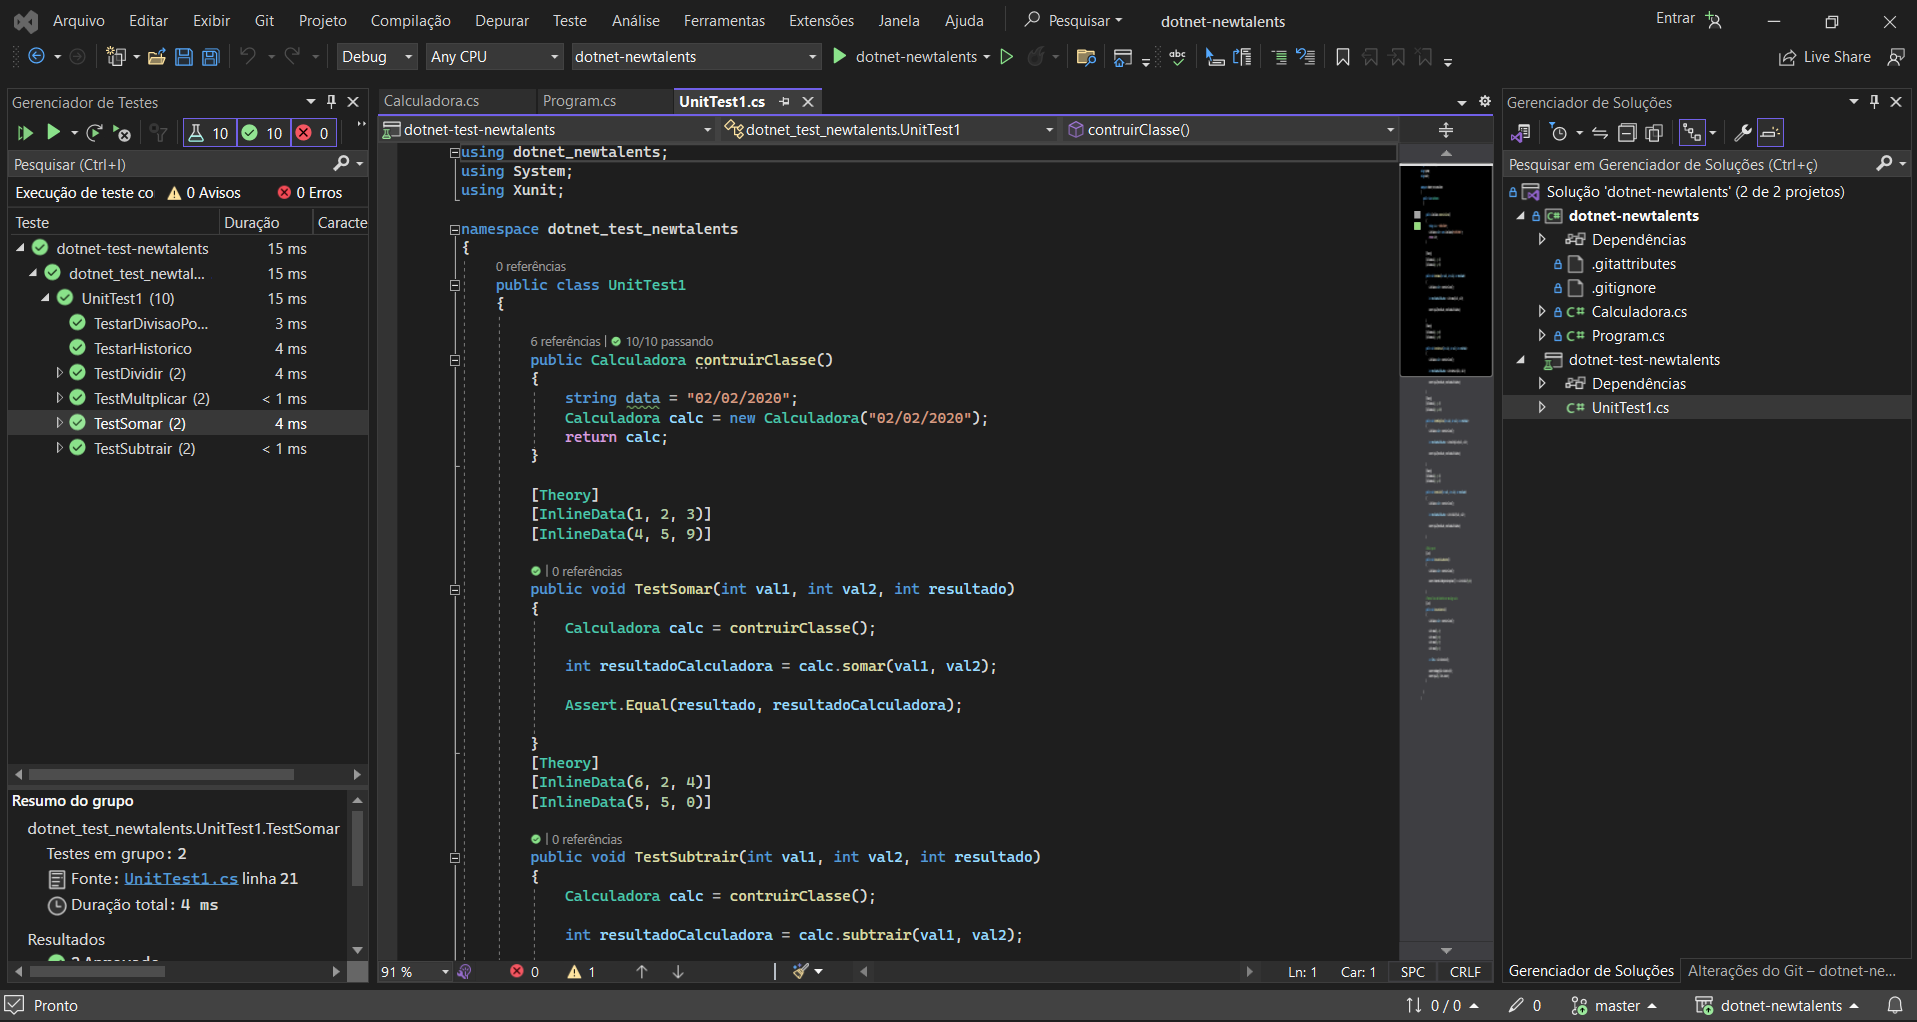 Arquivo Editar Exibir Git Projeto Compilação Depurar Teste Análise Ferramentas Extensões Janela Ajuda Pesquisar dotnet-newtalents Entrar
Debug Any CPU dotnet-newtalents dotnet-newtalents Live Share
Gerenciador de Testes
10 10 0
Pesquisar (Ctrl+I)
Execução de teste co 0 Avisos 0 Erros
Teste Duração Caracte
dotnet-test-newtalents 15 ms
dotnet_test_newtal... 15 ms
UnitTest1 (10) 15 ms
TestarDivisaoPo... 3 ms
TestarHistorico 4 ms
TestDividir (2) 4 ms
TestMultplicar (2) < 1 ms
TestSomar (2) 4 ms
TestSubtrair (2) < 1 ms
Resumo do grupo
dotnet_test_newtalents.UnitTest1.TestSomar
Testes em grupo: 2
Fonte: UnitTest1.cs linha 21
Duração total: 4 ms
Resultados
Calculadora.cs Program.cs UnitTest1.cs
dotnet-test-newtalents dotnet_test_newtalents.UnitTest1 contruirClasse()
using dotnet_newtalents;
using System;
using Xunit;
namespace dotnet_test_newtalents
{
0 referências
public class UnitTest1
{
6 referências | 10/10 passando
public Calculadora contruirClasse()
{
string data = "02/02/2020";
Calculadora calc = new Calculadora("02/02/2020");
return calc;
}
[Theory]
[InlineData(1, 2, 3)]
[InlineData(4, 5, 9)]
| 0 referências
public void TestSomar(int val1, int val2, int resultado)
{
Calculadora calc = contruirClasse();
int resultadoCalculadora = calc.somar(val1, val2);
Assert.Equal(resultado, resultadoCalculadora);
}
[Theory]
[InlineData(6, 2, 4)]
[InlineData(5, 5, 0)]
| 0 referências
public void TestSubtrair(int val1, int val2, int resultado)
{
Calculadora calc = contruirClasse();
int resultadoCalculadora = calc.subtrair(val1, val2);
91 % 0 1 Ln: 1 Car: 1 SPC CRLF
Gerenciador de Soluções
Pesquisar em Gerenciador de Soluções (Ctrl+ç)
Solução 'dotnet-newtalents' (2 de 2 projetos)
dotnet-newtalents
Dependências
.gitattributes
.gitignore
C# Calculadora.cs
C# Program.cs
dotnet-test-newtalents
Dependências
C# UnitTest1.cs
Gerenciador de Soluções Alterações do Git – dotnet-ne...
Pronto 0 / 0 0 master dotnet-newtalents